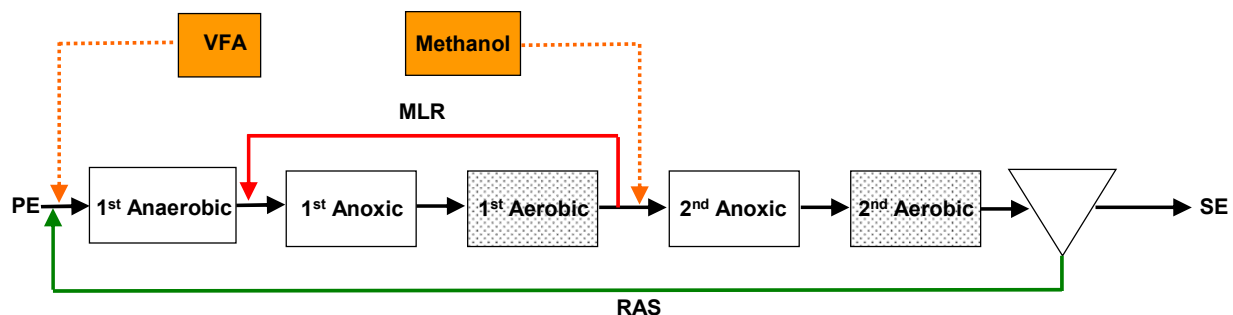 VFA
Methanol
MLR
PE
1st Anaerobic
1st Anoxic
1st Aerobic
2nd Anoxic
2nd Aerobic
SE
RAS